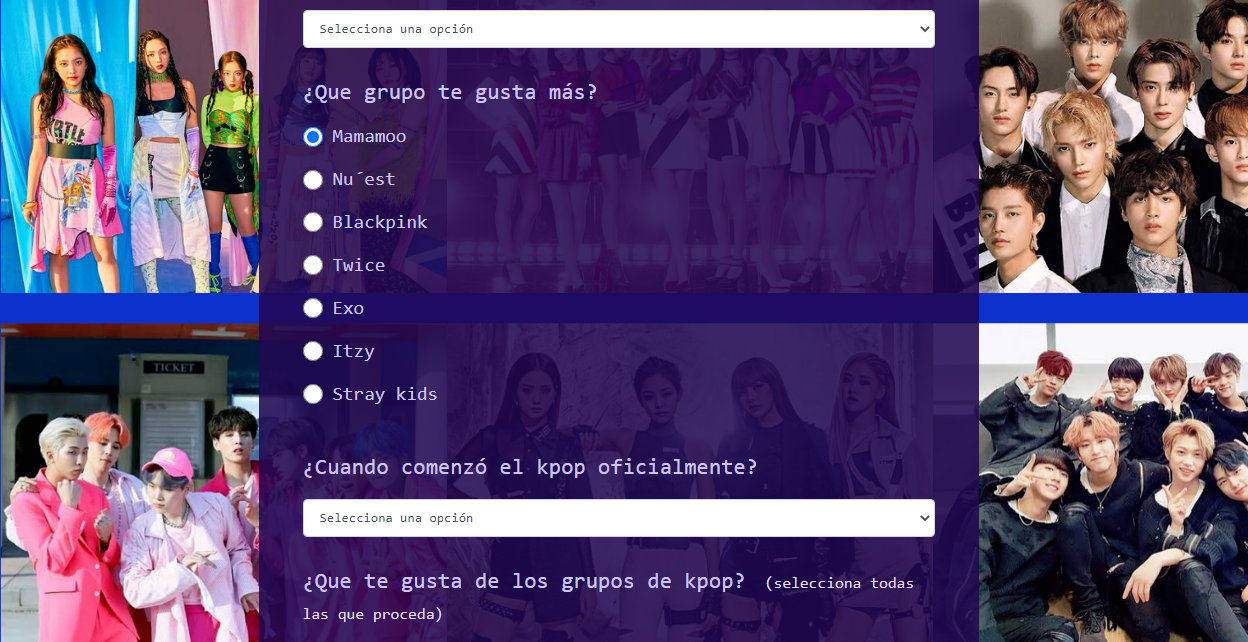 Selecciona una opción
¿Que grupo te gusta más?
Mamamoo
Nu´est
Blackpink
Twice
Exo
Itzy
Stray kids
TICKET
¿Cuando comenzó el kpop oficialmente?
Selecciona una opción
¿Que te gusta de los grupos de kpop? (selecciona todas
las que proceda)